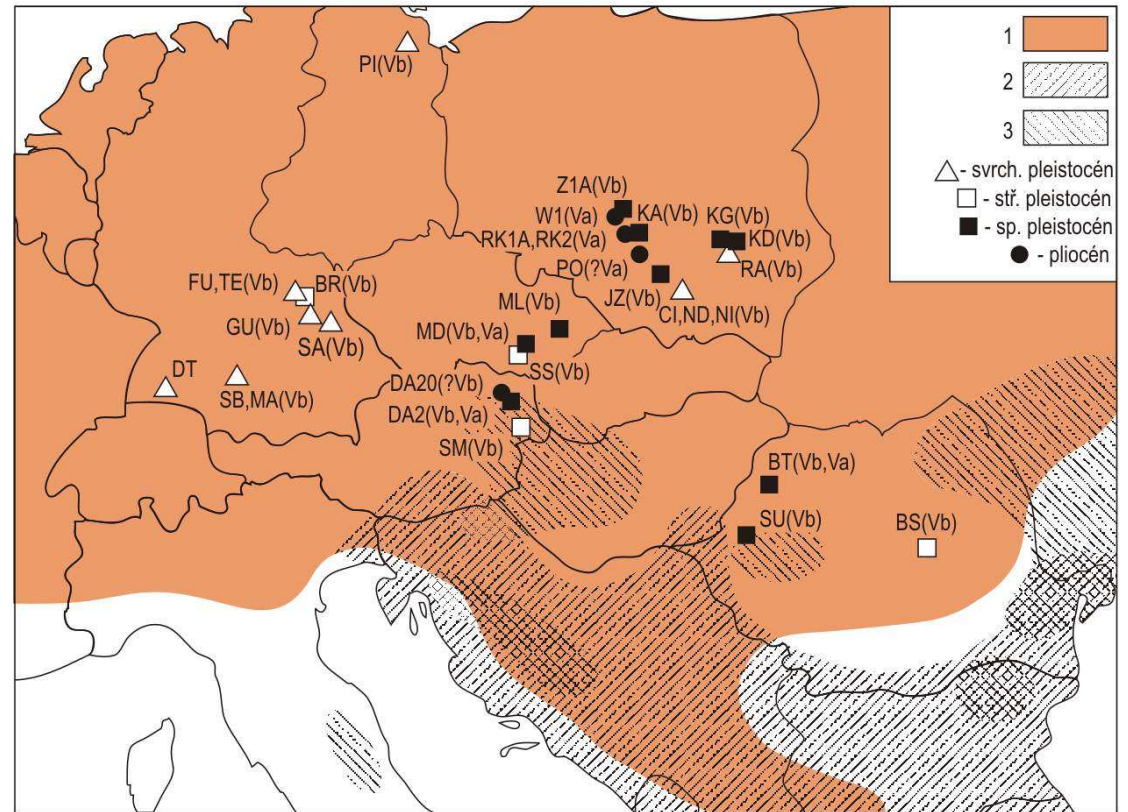 PI(Vb)
1
2
3
- svrch. pleistocén
- stř. pleistocén
- sp. pleistocén
- pliocén
Z1A(Vb)
W1(Va)
KA(Vb)
KG(Vb)
RK1A,RK2(Va)
KD(Vb)
PO(?Va)
RA(Vb)
JZ(Vb)
CI,ND,NI(Vb)
FU,TE(Vb)
BR(Vb)
GU(Vb)
SA(Vb)
ML(Vb)
MD(Vb,Va)
SS(Vb)
DT
SB,MA(Vb)
DA20(?Vb)
DA2(Vb,Va)
SM(Vb)
BT(Vb,Va)
SU(Vb)
BS(Vb)